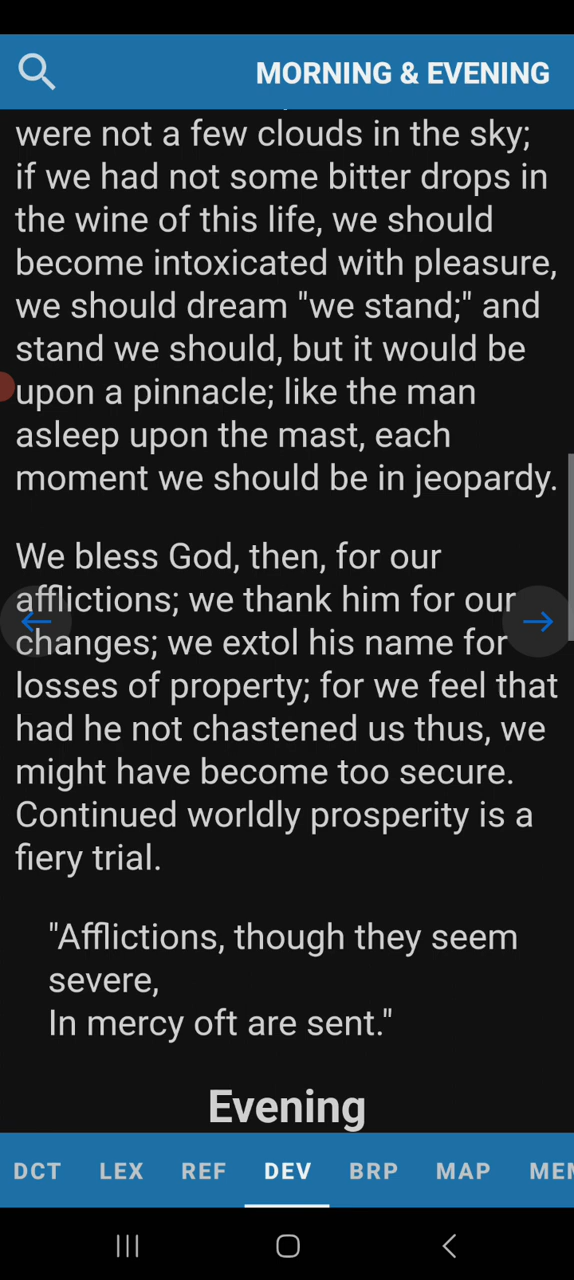 MORNING & EVENING
were not a few clouds in the sky;
if we had not some bitter drops in
the wine of this life, we should
become intoxicated with pleasure,
we should dream "we stand;" and
stand we should, but it would be
upon a pinnacle; like the man
asleep upon the mast, each
moment we should be in jeopardy.
We bless God, then, for our
afflictions; we thank him for our
changes; we extol his name for
losses of property; for we feel that
had he not chastened us thus, we
might have become too secure.
Continued worldly prosperity is a
fiery trial.
"Afflictions, though they seem
severe,
In mercy oft are sent."
Evening
DCT LEX REF DEV BRP MAP